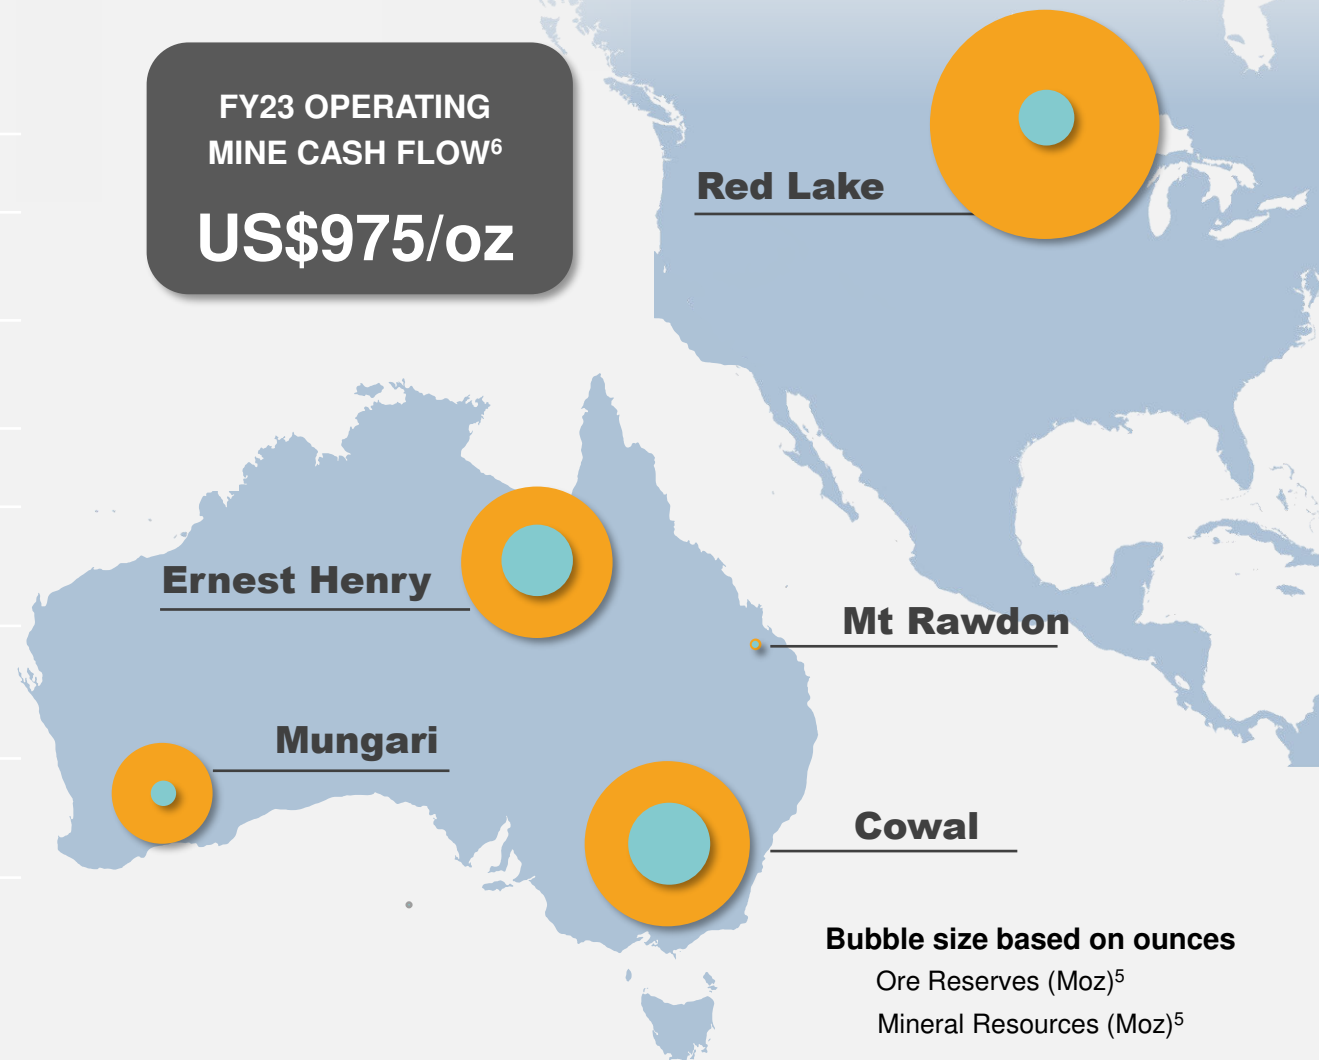 FY23 OPERATING
MINE CASH FLOW⁶
US$975/oz
Red Lake
Ernest Henry
Mt Rawdon
Mungari
Cowal
Bubble size based on ounces
Ore Reserves (Moz)⁵
Mineral Resources (Moz)⁵